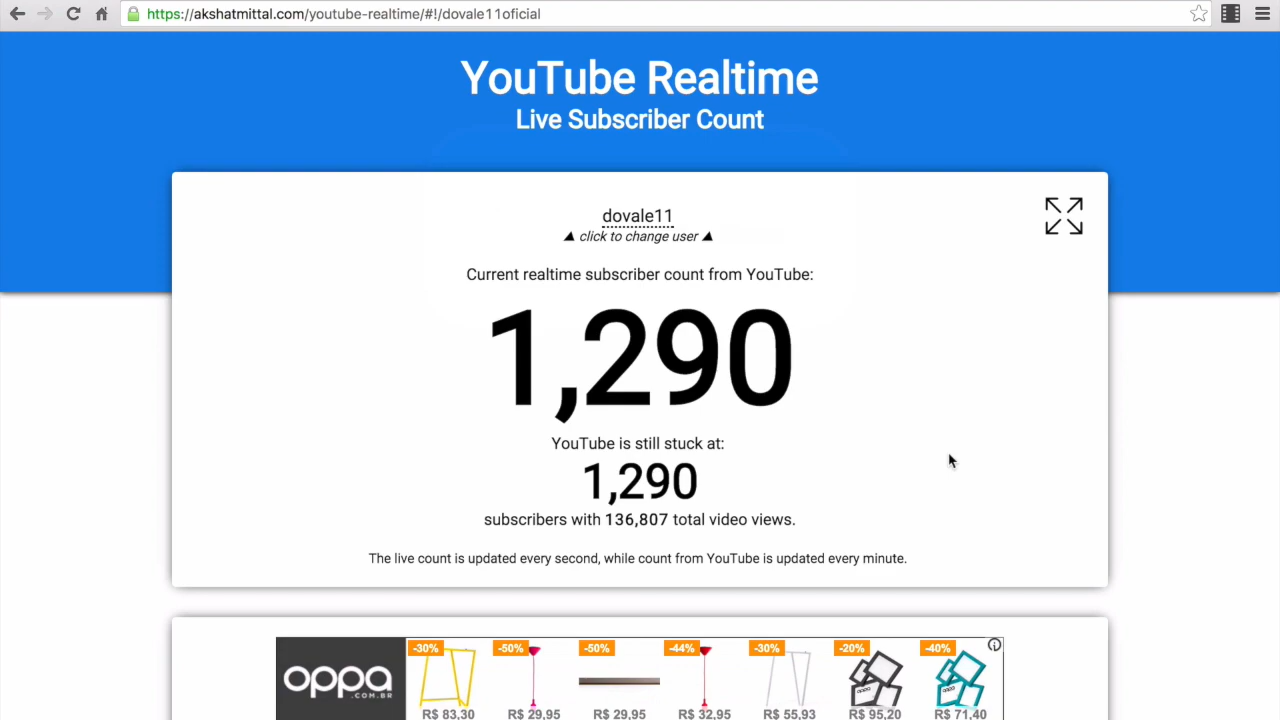 https://akshatmittal.com/youtube-realtime/#!/dovale11oficial
YouTube Realtime
Live Subscriber Count
dovale11
▲ click to change user ▲
Current realtime subscriber count from YouTube:
1,290
YouTube is still stuck at:
1,290
subscribers with 136,807 total video views.
The live count is updated every second, while count from YouTube is updated every minute.
-30% -50% -50% -44% -30% -20% -40%
oppa
.COM.BR
R$ 83,30 R$ 29,95 R$ 29,95 R$ 32,95 R$ 55,93 R$ 95,20 R$ 71,40